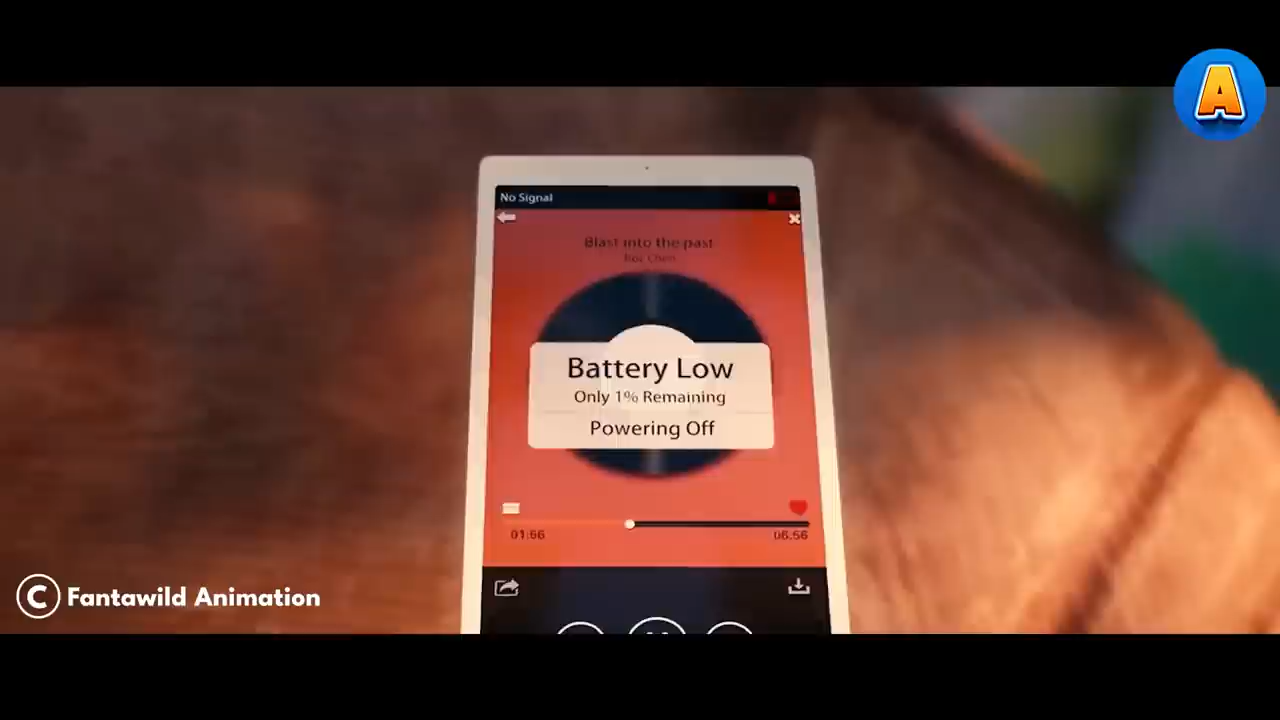 A
No Signal
Blast into the past
Battery Low
Only 1% Remaining
Powering Off
01:56
06:56
C Fantawild Animation